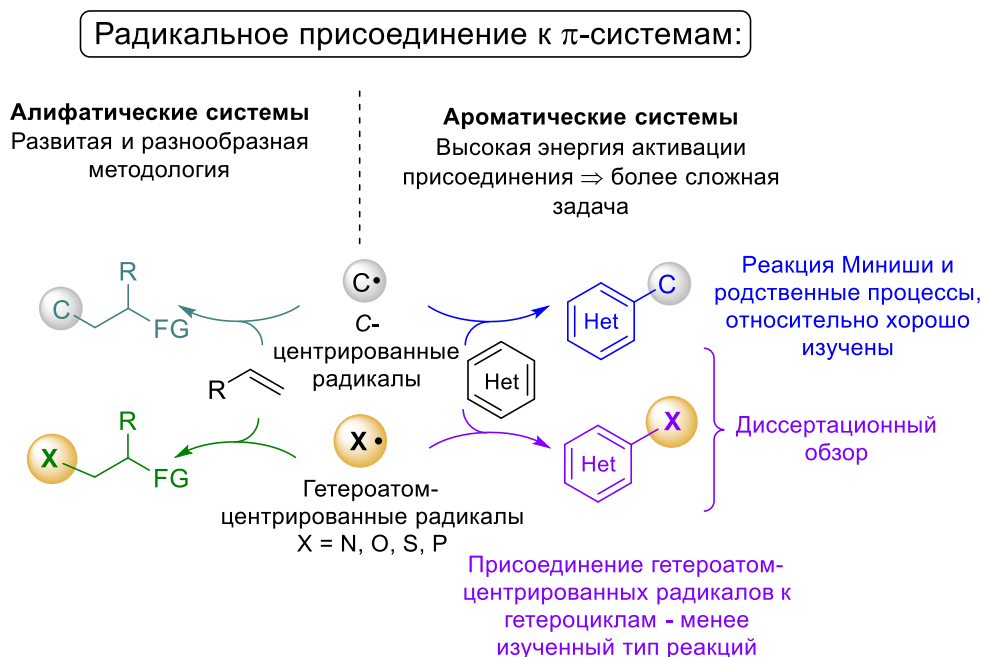 Радикальное присоединение к π-системам:
Алифатические системы
Развитая и разнообразная
методология
Ароматические системы
Высокая энергия активации
присоединения ⇒ более сложная
задача
C
R
FG
C•
C-
центрированные
радикалы
R
Het
C
Het
Реакция Миниши и
родственные процессы,
относительно хорошо
изучены
X
R
FG
X•
Гетероатом-
центрированные радикалы
X = N, O, S, P
X
Het
Диссертационный
обзор
Присоединение гетероатом-
центрированных радикалов к
гетероциклам - менее
изученный тип реакций